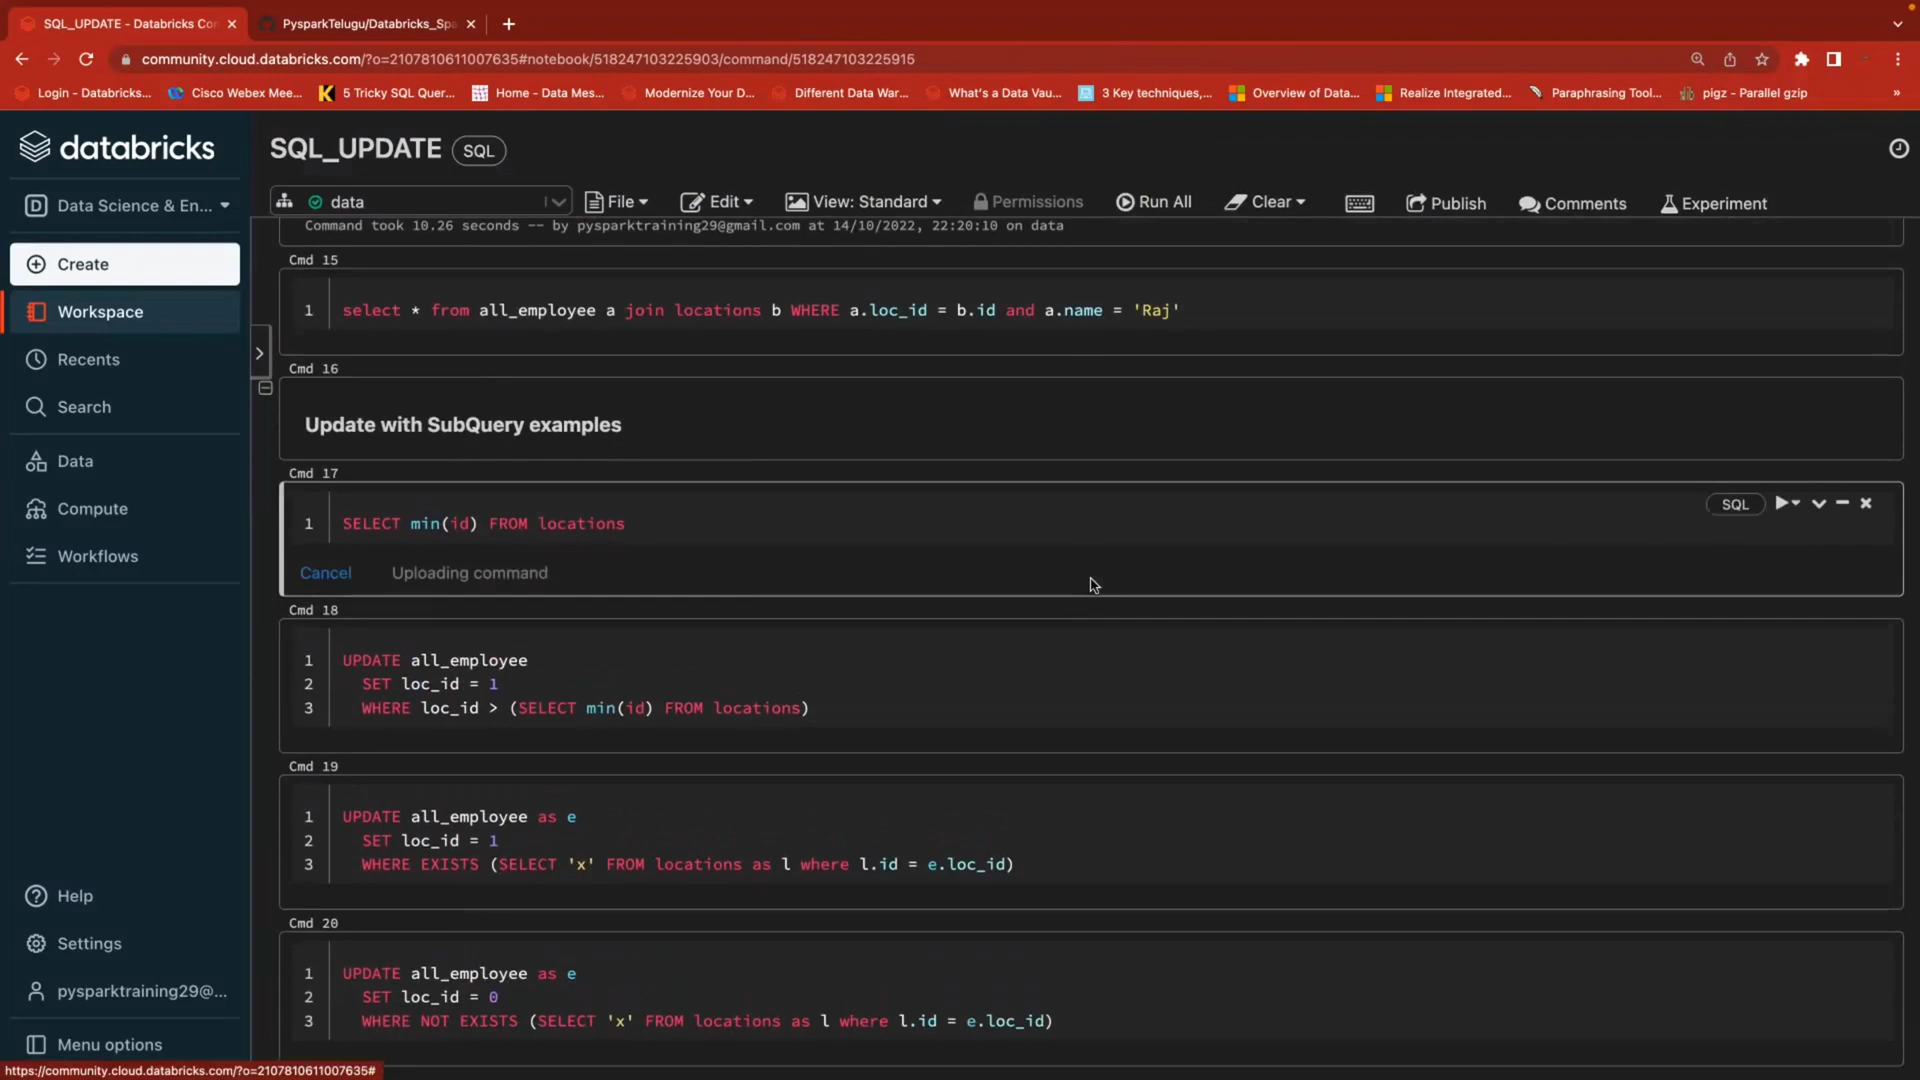 SQL_UPDATE - Databricks Cor
PysparkTelugu/Databricks_Spa
community.cloud.databricks.com/?o=2107810611007635#notebook/518247103225903/command/518247103225915
Login - Databricks...
Cisco Webex Mee...
5 Tricky SQL Quer...
Home - Data Mes...
Modernize Your D...
Different Data War...
What's a Data Vau...
3 Key techniques,...
Overview of Data...
Realize Integrated...
Paraphrasing Tool...
pigz - Parallel gzip
»
databricks
SQL_UPDATE SQL
D Data Science & En...
data
File
Edit
View: Standard
Permissions
Run All
Clear
Publish
Comments
Experiment
Create
Workspace
Recents
Search
Data
Compute
Workflows
Help
Settings
pysparktraining29@...
Menu options
Command took 10.26 seconds -- by pysparktraining29@gmail.com at 14/10/2022, 22:20:10 on data
Cmd 15
1 select * from all_employee a join locations b WHERE a.loc_id = b.id and a.name = 'Raj'
Cmd 16
Update with SubQuery examples
Cmd 17
SQL
1 SELECT min(id) FROM locations
Cancel Uploading command
Cmd 18
1 UPDATE all_employee
2 SET loc_id = 1
3 WHERE loc_id > (SELECT min(id) FROM locations)
Cmd 19
1 UPDATE all_employee as e
2 SET loc_id = 1
3 WHERE EXISTS (SELECT 'x' FROM locations as l where l.id = e.loc_id)
Cmd 20
1 UPDATE all_employee as e
2 SET loc_id = 0
3 WHERE NOT EXISTS (SELECT 'x' FROM locations as l where l.id = e.loc_id)
https://community.cloud.databricks.com/?o=2107810611007635#